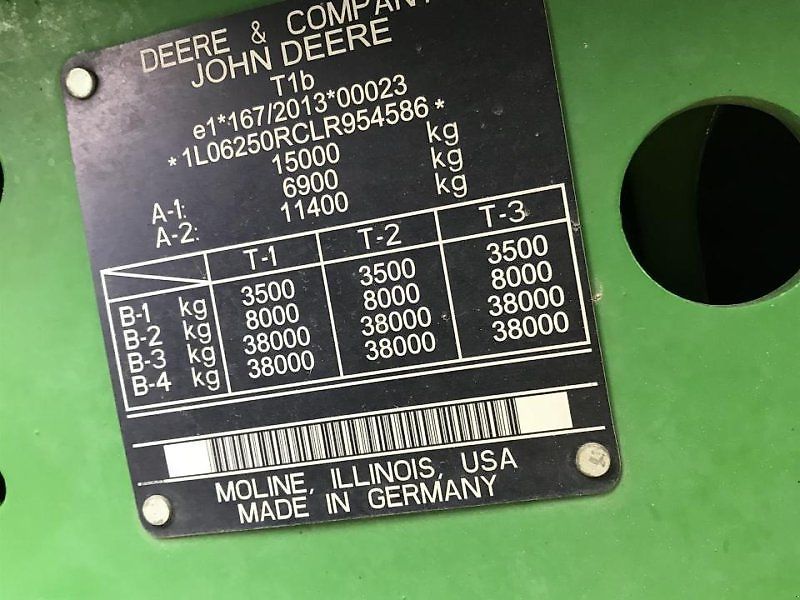 DEERE & COMPANY
JOHN DEERE
T1b
e1*167/2013*00023
*1L06250RCLR954586*
15000 kg
A-1: 6900 kg
A-2: 11400 kg
T-1 T-2 T-3
B-1 kg 3500 3500 3500
B-2 kg 8000 8000 8000
B-3 kg 38000 38000 38000
B-4 kg 38000 38000 38000
MOLINE, ILLINOIS, USA
MADE IN GERMANY